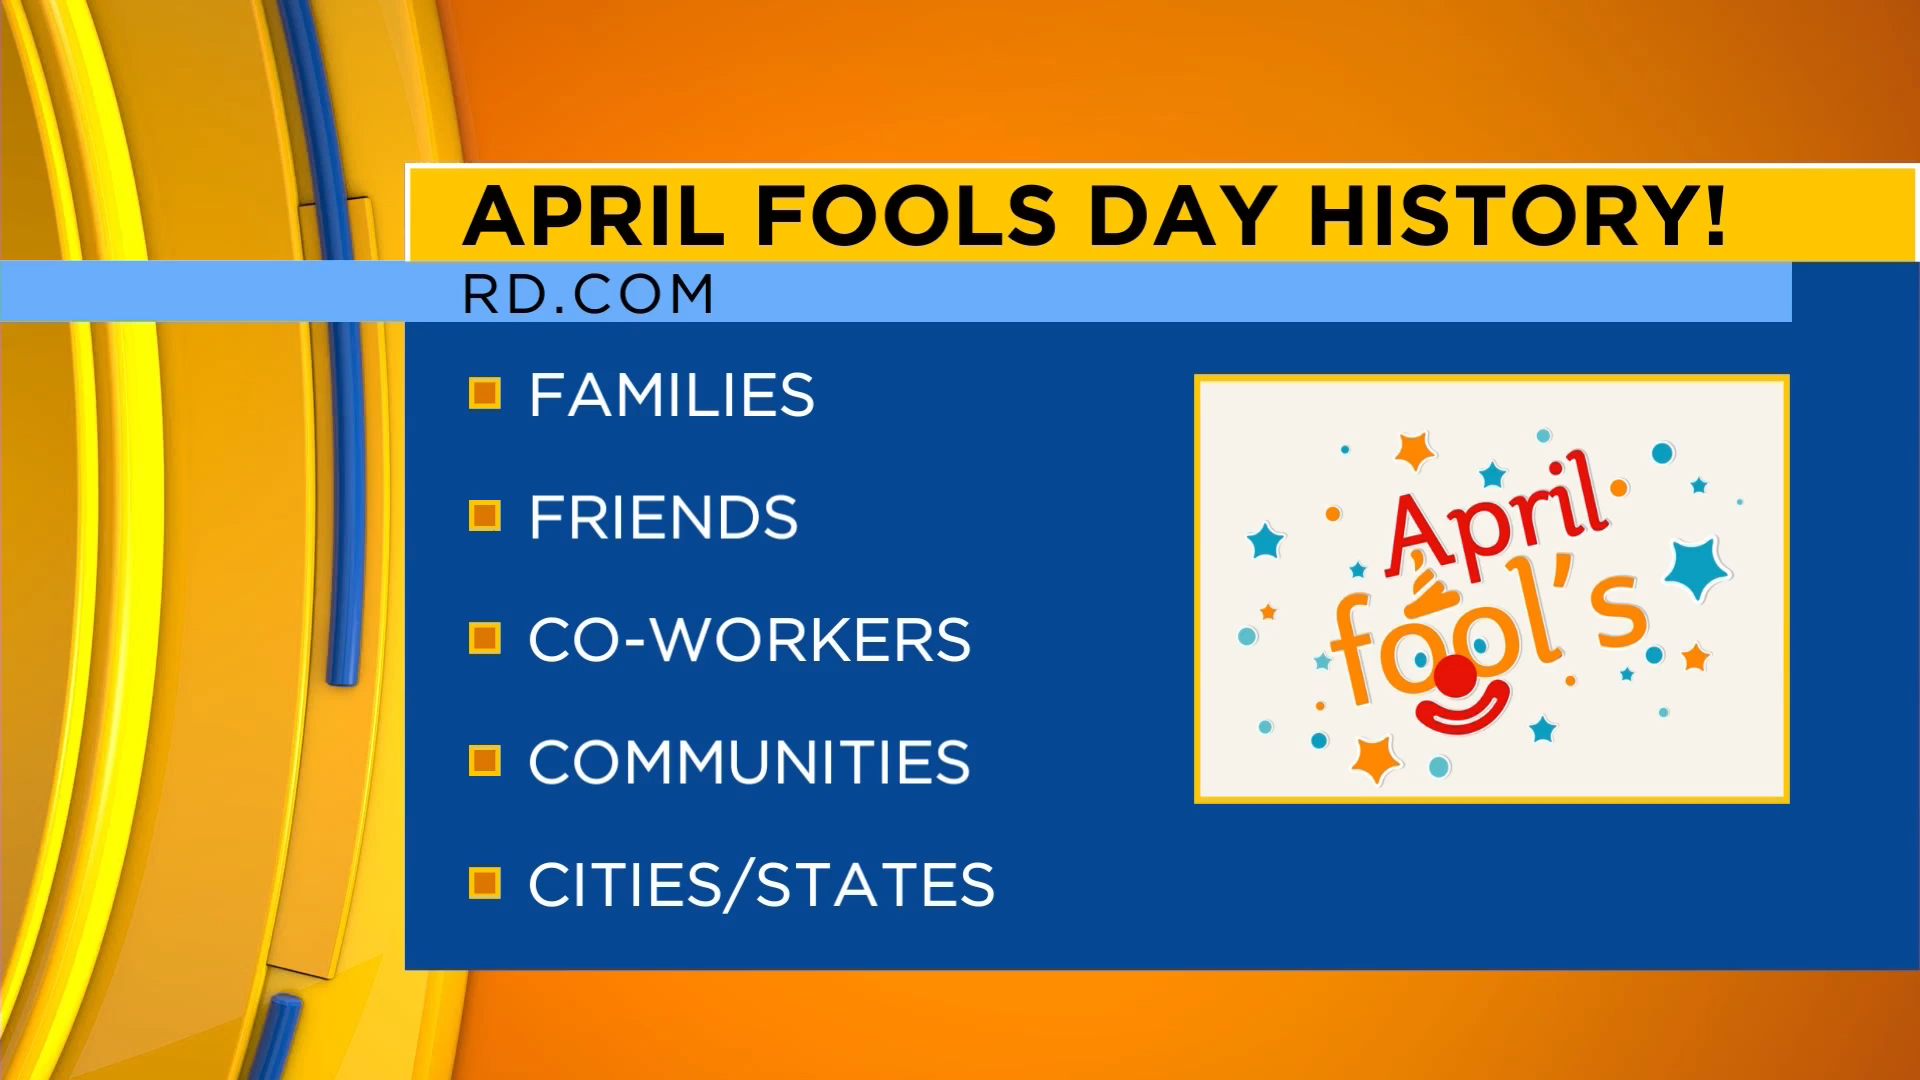 APRIL FOOLS DAY HISTORY!
RD.COM
FAMILIES
FRIENDS
CO-WORKERS
COMMUNITIES
CITIES/STATES
April
fool's